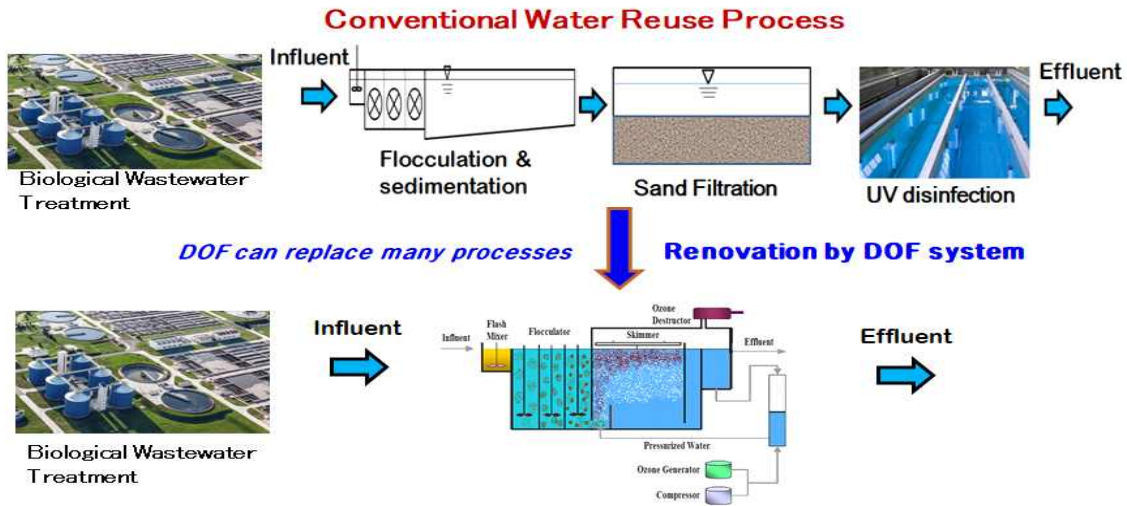 Conventional Water Reuse Process
Influent
Effluent
Biological Wastewater
Treatment
Flocculation &
sedimentation
Sand Filtration
UV disinfection
DOF can replace many processes
Renovation by DOF system
Influent
Effluent
Biological Wastewater
Treatment
Ozone
Destructor
Flash
Mixer
Flocculator
Skimmer
Influent
Effluent
Pressurized Water
Ozone Generator
Compressor